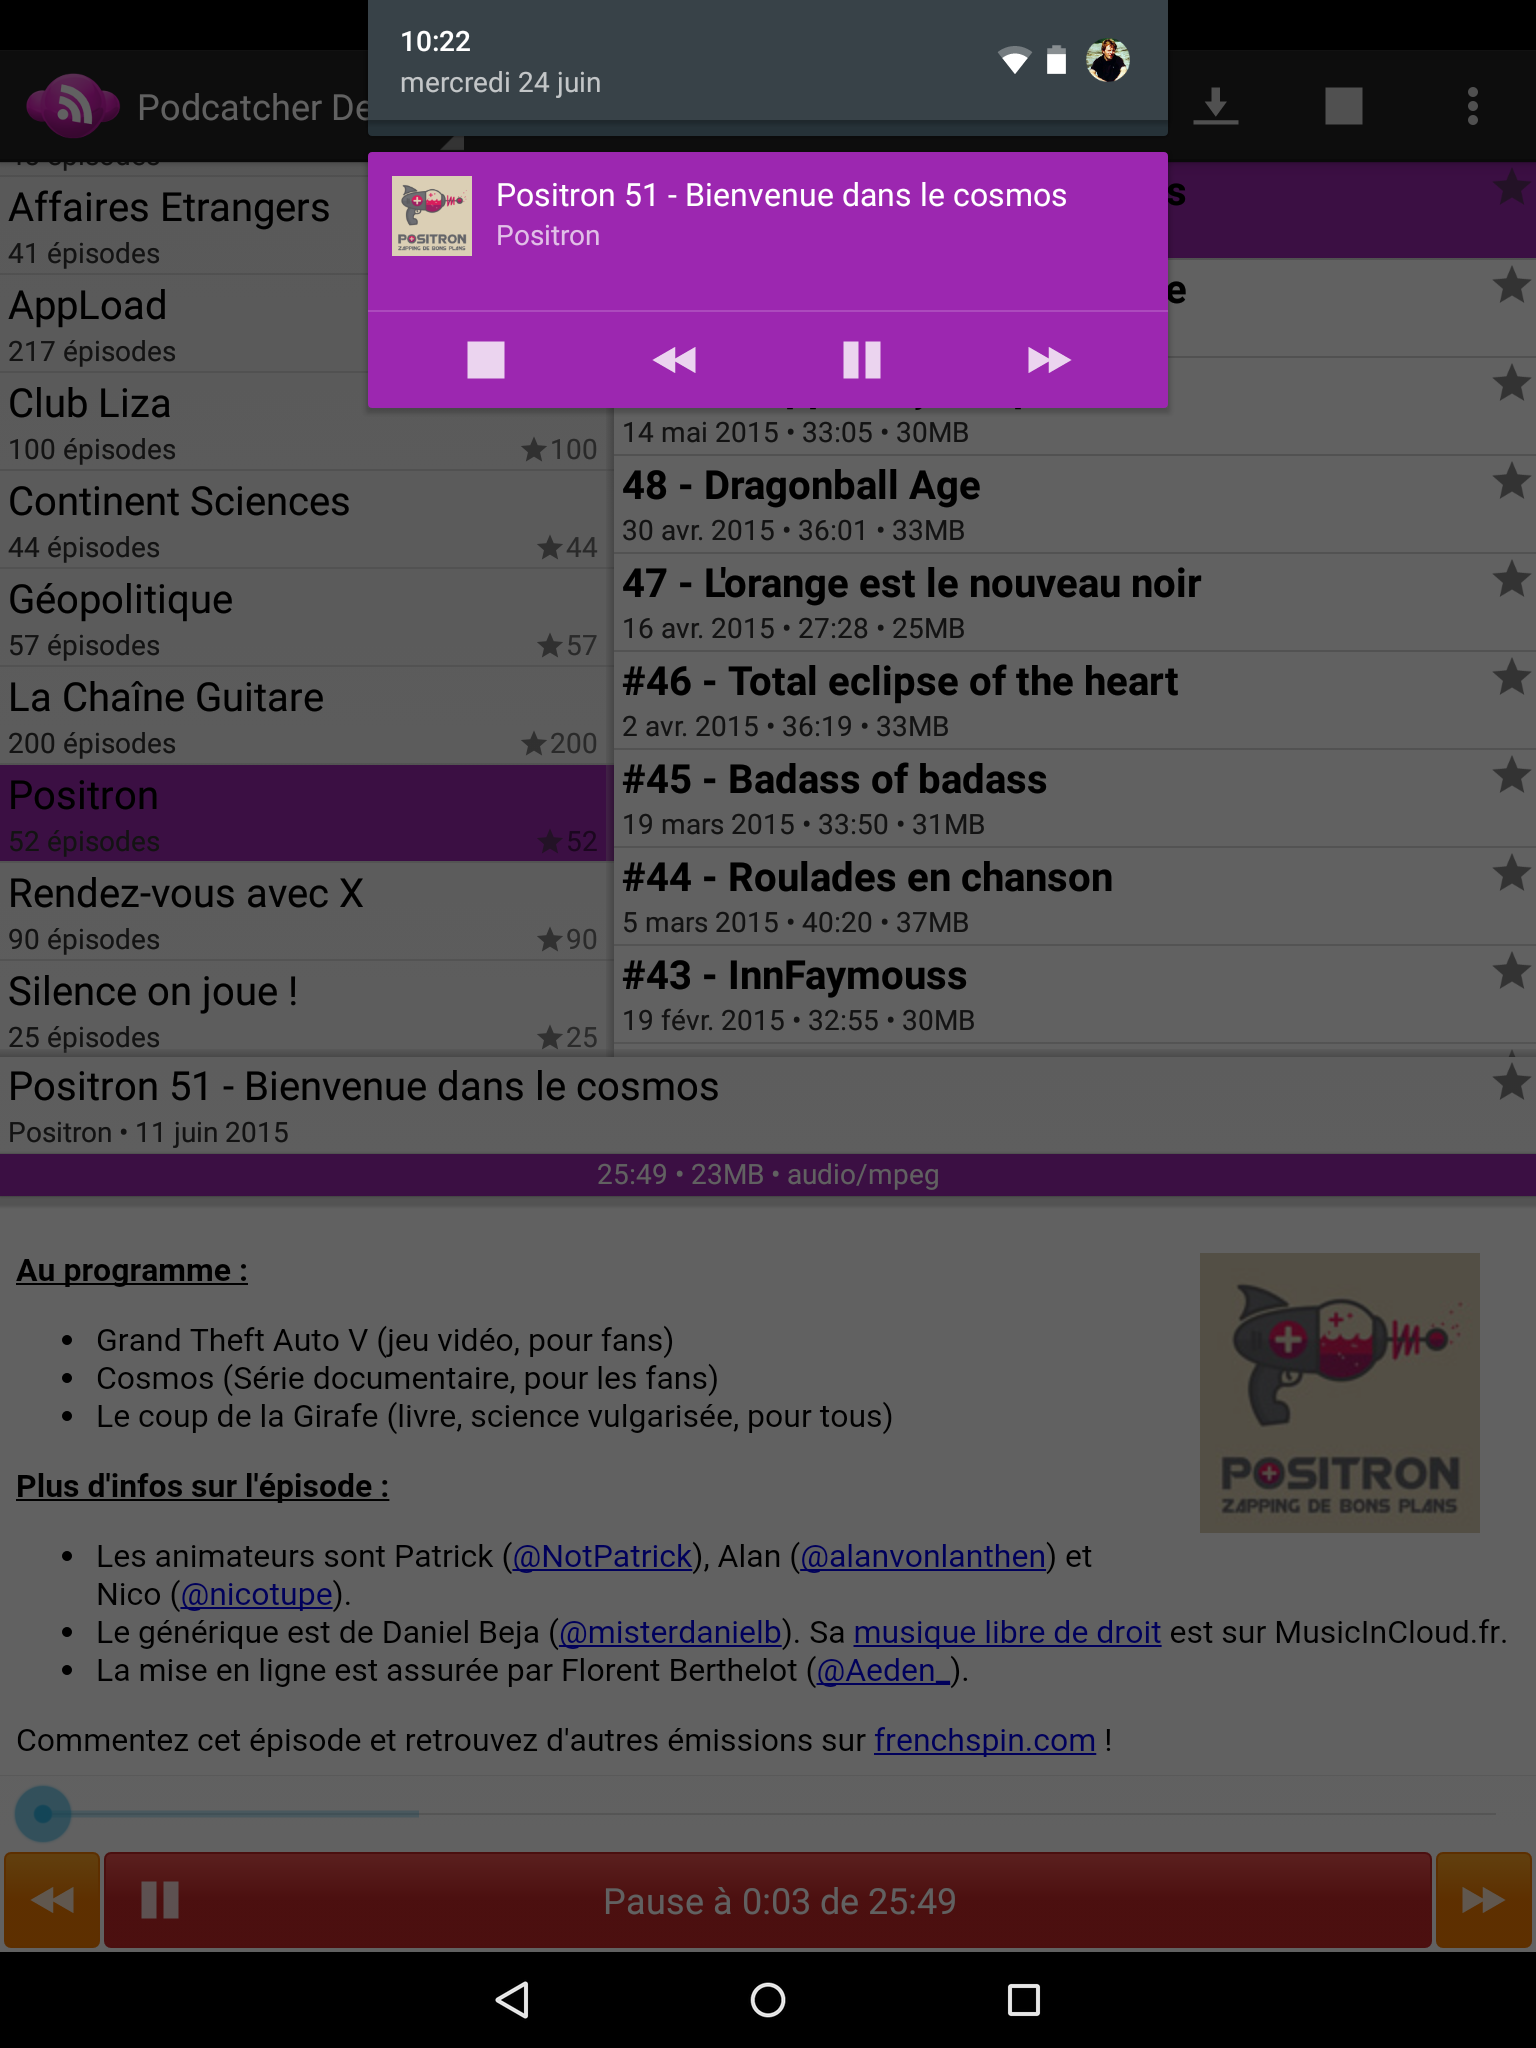 10:22
mercredi 24 juin
Podcatcher De
Positron 51 - Bienvenue dans le cosmos
Positron
POSITRON
ZAPPING DE BONS PLANS
Affaires Etrangers
41 épisodes
AppLoad
217 épisodes
Club Liza
100 épisodes
100
Continent Sciences
44 épisodes
44
Géopolitique
57 épisodes
57
La Chaîne Guitare
200 épisodes
200
Positron
52 épisodes
52
Rendez-vous avec X
90 épisodes
90
Silence on joue !
25 épisodes
25
s
e
14 mai 2015 • 33:05 • 30MB
48 - Dragonball Age
30 avr. 2015 • 36:01 • 33MB
47 - L'orange est le nouveau noir
16 avr. 2015 • 27:28 • 25MB
#46 - Total eclipse of the heart
2 avr. 2015 • 36:19 • 33MB
#45 - Badass of badass
19 mars 2015 • 33:50 • 31MB
#44 - Roulades en chanson
5 mars 2015 • 40:20 • 37MB
#43 - InnFaymouss
19 févr. 2015 • 32:55 • 30MB
Positron 51 - Bienvenue dans le cosmos
Positron • 11 juin 2015
25:49 • 23MB • audio/mpeg
Au programme :
• Grand Theft Auto V (jeu vidéo, pour fans)
• Cosmos (Série documentaire, pour les fans)
• Le coup de la Girafe (livre, science vulgarisée, pour tous)
POSITRON
ZAPPING DE BONS PLANS
Plus d'infos sur l'épisode :
• Les animateurs sont Patrick (@NotPatrick), Alan (@alanvonlanthen) et
Nico (@nicotupe).
• Le générique est de Daniel Beja (@misterdanielb). Sa musique libre de droit est sur MusicInCloud.fr.
• La mise en ligne est assurée par Florent Berthelot (@Aeden_).
Commentez cet épisode et retrouvez d'autres émissions sur frenchspin.com !
Pause à 0:03 de 25:49